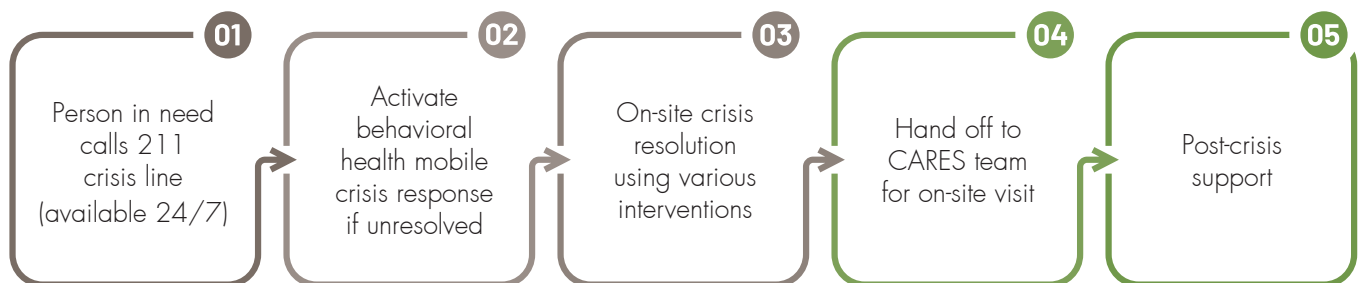 01
Person in need
calls 211
crisis line
(available 24/7)
02
Activate
behavioral
health mobile
crisis response
if unresolved
03
On-site crisis
resolution
using various
interventions
04
Hand off to
CARES team
for on-site visit
05
Post-crisis
support